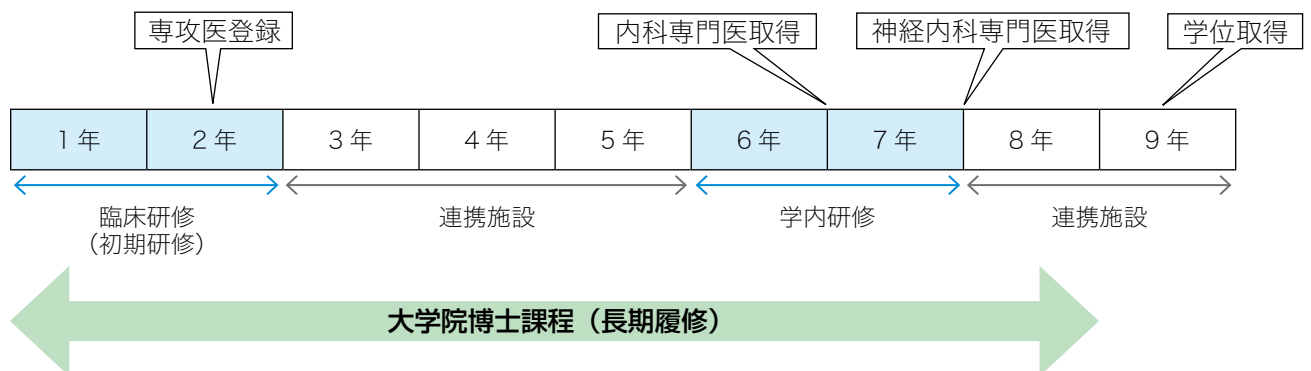 専攻医登録
内科専門医取得
神経内科専門医取得
学位取得
1年
2年
3年
4年
5年
6年
7年
8年
9年
臨床研修
（初期研修）
連携施設
学内研修
連携施設
大学院博士課程（長期履修）